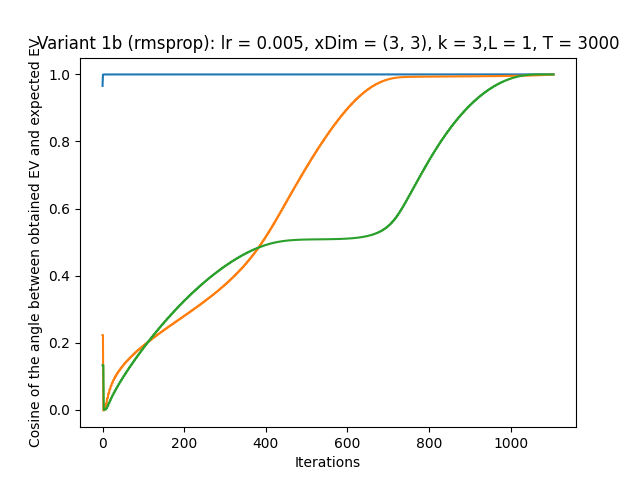 Variant 1b (rmsprop): lr = 0.005, xDim = (3, 3), k = 3,L = 1, T = 3000
Cosine of the angle between obtained EV and expected EV
1.0
0.8
0.6
0.4
0.2
0.0
0 200 400 600 800 1000
Iterations